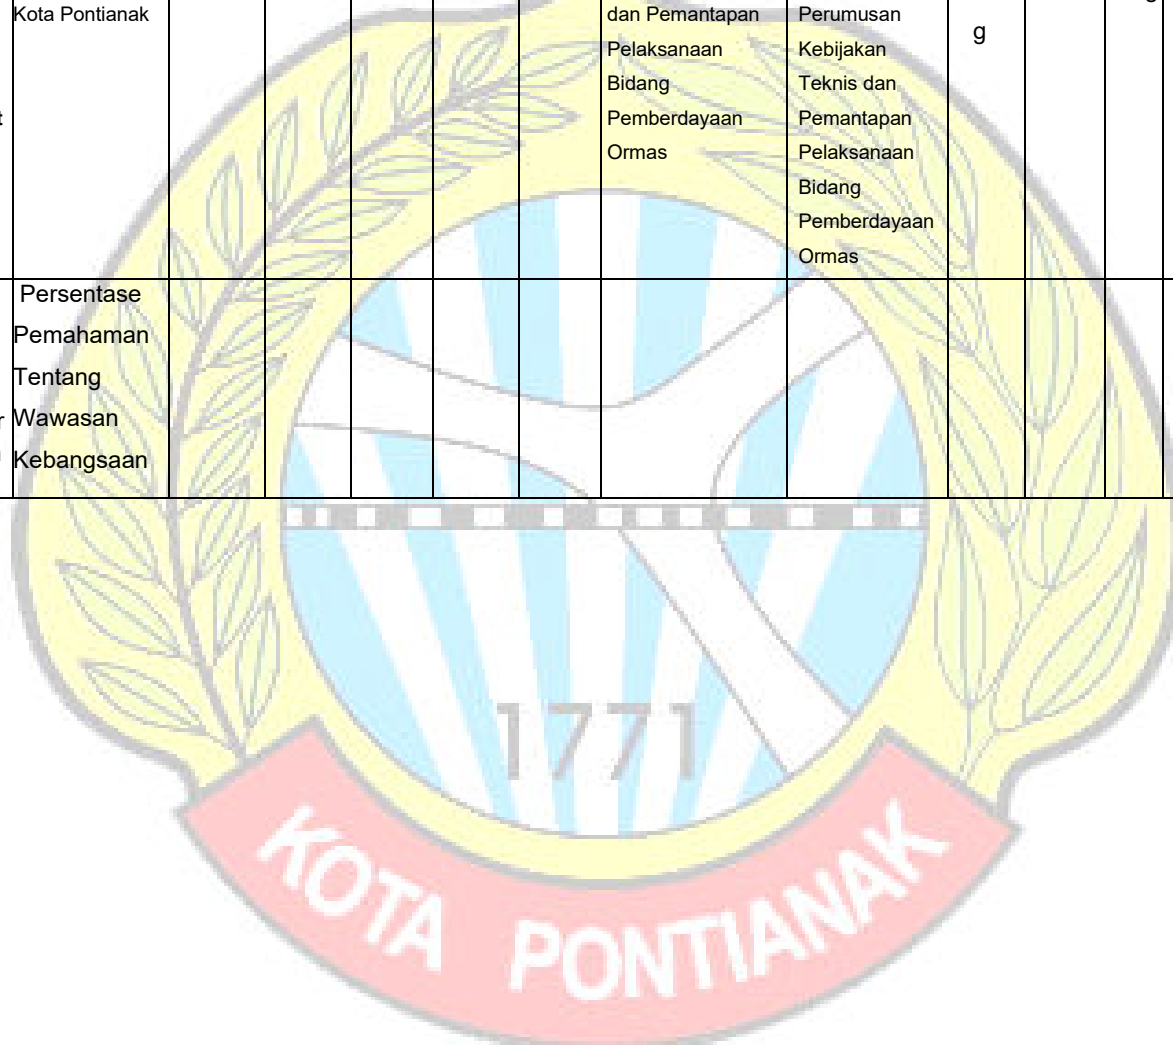 Kota Pontianak
dan Pemantapan
Pelaksanaan
Bidang
Pemberdayaan
Ormas
Perumusan
Kebijakan
Teknis dan
Pemantapan
Pelaksanaan
Bidang
Pemberdayaan
Ormas
g
t
Persentase
Pemahaman
Tentang
Wawasan
Kebangsaan
r
1771
KOTA PONTIANAK